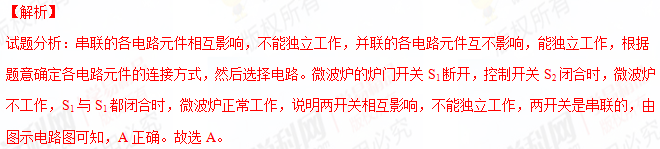 【解析】
试题分析：串联的各电路元件相互影响，不能独立工作，并联的各电路元件互不影响，能独立工作，根据
题意确定各电路元件的连接方式，然后选择电路。微波炉的炉门开关 S₁断开，控制开关 S₂闭合时，微波炉
不工作，S₁与 S₁都闭合时，微波炉正常工作，说明两开关相互影响，不能独立工作，两开关是串联的，由
图示电路图可知，A 正确。故选 A。